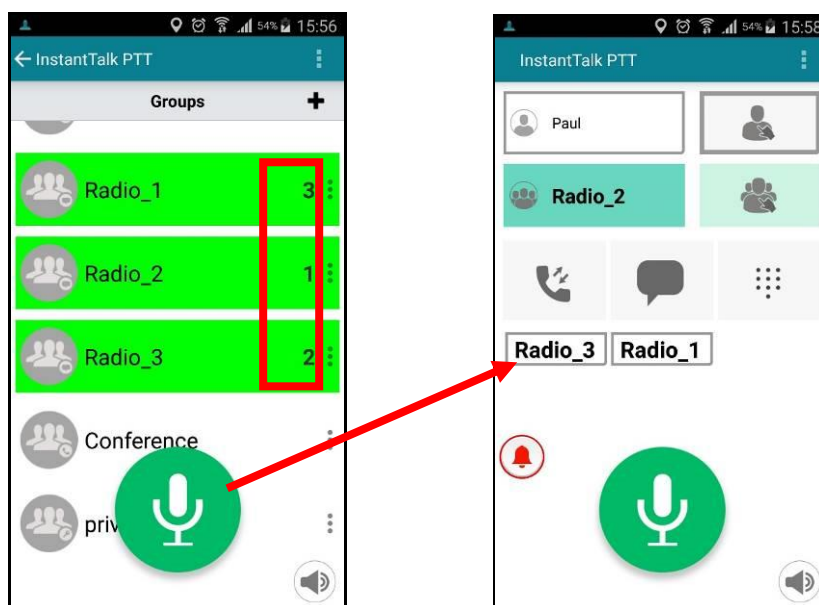 54% 15:56
InstantTalk PTT
Groups
Radio_1 3
Radio_2 1
Radio_3 2
Conference
priv
54% 15:58
InstantTalk PTT
Paul
Radio_2
Radio_3 Radio_1